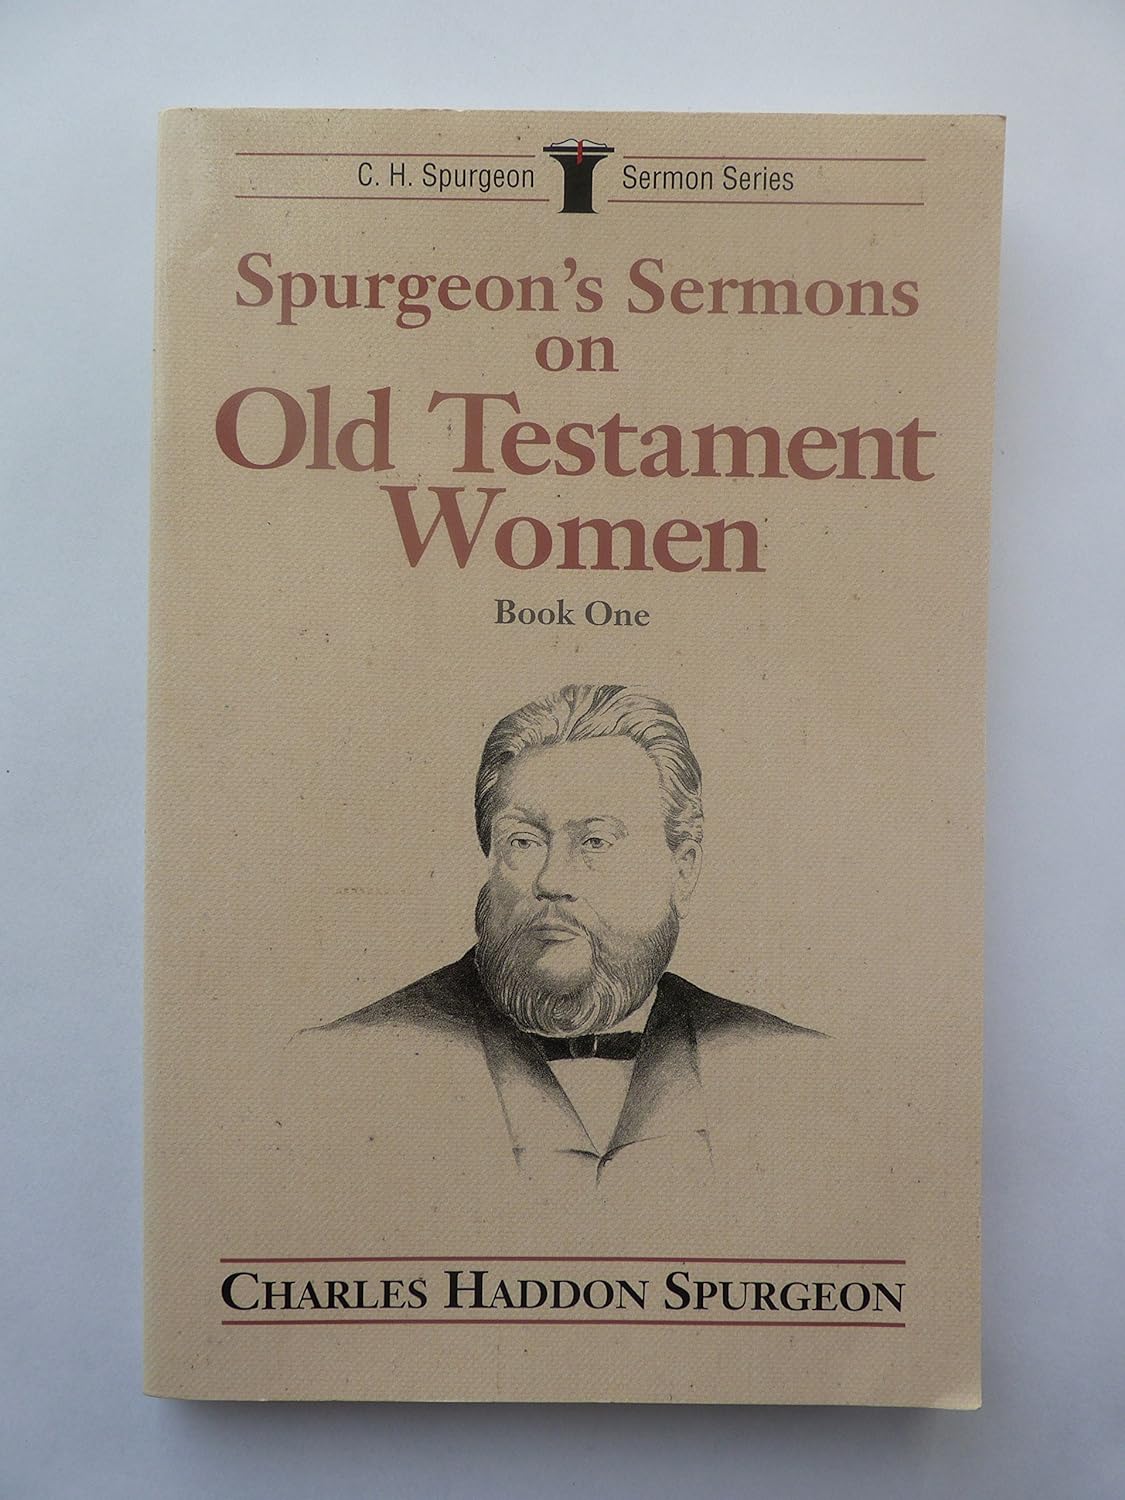 C. H. Spurgeon Sermon Series
Spurgeon's Sermons
on
Old Testament
Women
Book One
CHARLES HADDON SPURGEON